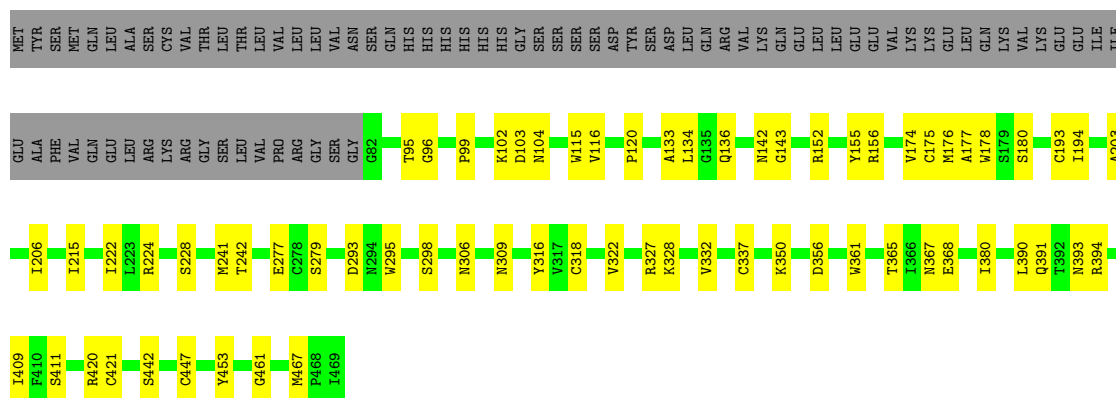 MET TYR SER MET GLN LEU ALA SER CYS VAL THR LEU THR LEU VAL LEU LEU VAL ASN SER GLN HIS HIS HIS HIS HIS HIS GLY SER SER SER ASP TYR SER ASP LEU GLN ARG VAL LYS GLN GLU LEU LEU GLU GLU VAL LYS LYS GLU LEU GLN LYS VAL LYS GLU GLU ILE ILE
GLU ALA PHE VAL GLN GLU LEU ARG LYS ARG GLY SER LEU VAL PRO ARG GLY SER GLY G82 T95 G96 P99 K102 D103 N104 W115 V116 P120 A133 L134 G135 Q136 N142 G143 R152 Y155 R156 V174 C175 M176 A177 W178 S179 S180 C193 I194 A203
I206 I215 I222 L223 R224 S228 M241 T242 E277 C278 S279 D293 N294 W295 S298 N306 N309 Y316 V317 C318 V322 R327 K328 V332 C337 K350 D356 W361 T365 I366 N367 E368 I380 L390 Q391 T392 N393 R394
I409 F410 S411 R420 C421 S442 C447 Y453 G461 M467 P468 I469